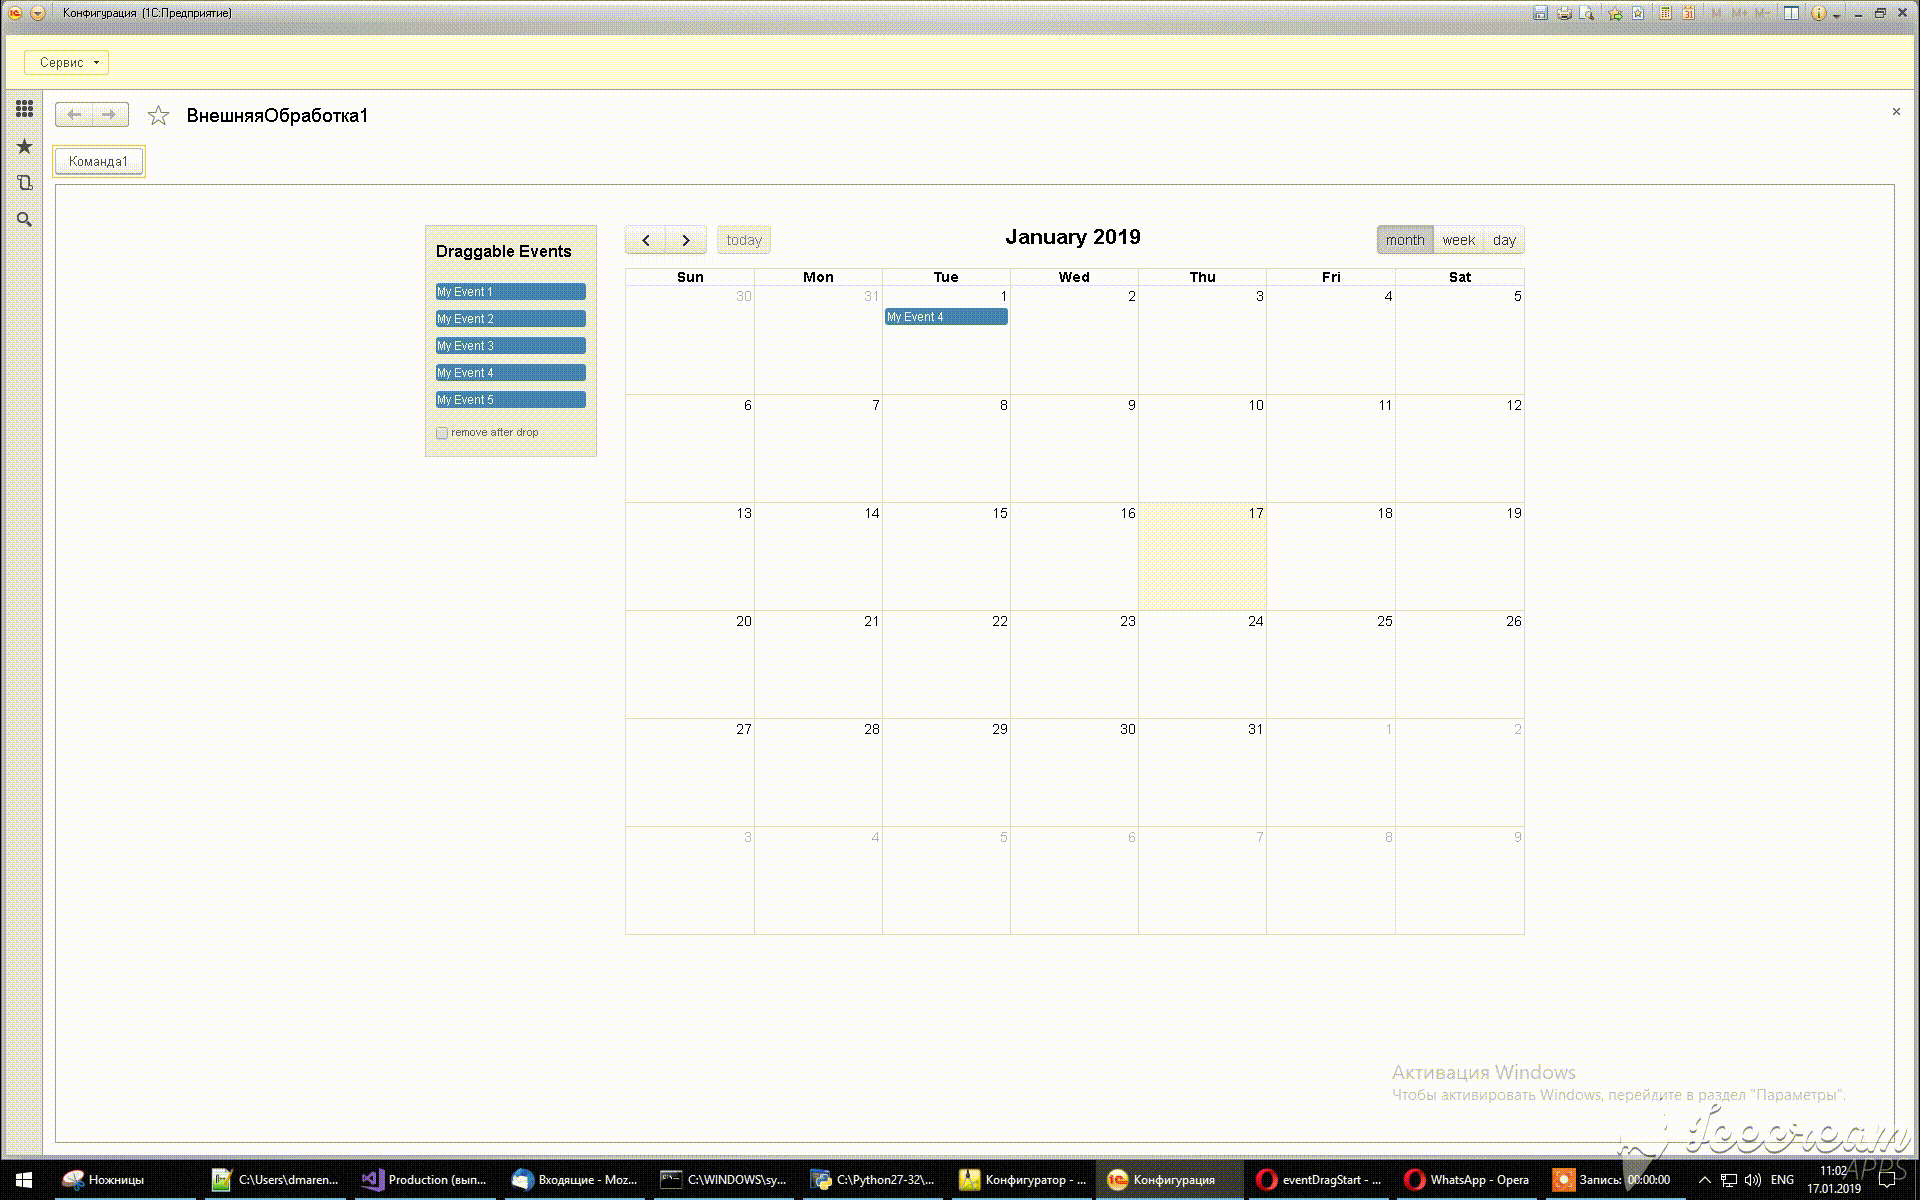 Конфигурация (1С:Предприятие)
M M+ M-
Сервис
ВнешняяОбработка1
Команда1
Draggable Events
My Event 1
My Event 2
My Event 3
My Event 4
My Event 5
remove after drop
today
January 2019
month week day
Sun Mon Tue Wed Thu Fri Sat
30 31 1 2 3 4 5
My Event 4
6 7 8 9 10 11 12
13 14 15 16 17 18 19
20 21 22 23 24 25 26
27 28 29 30 31 1 2
3 4 5 6 7 8 9
Активация Windows
Чтобы активировать Windows, перейдите в раздел "Параметры".
APPS
Ножницы
C:\Users\dmaren...
Production (вып...
Входящие - Moz...
C:\WINDOWS\sy...
C:\Python27-32\...
Конфигуратор - ...
Конфигурация
eventDragStart - ...
WhatsApp - Opera
Запись: 00:00:00
ENG
11:02
17.01.2019